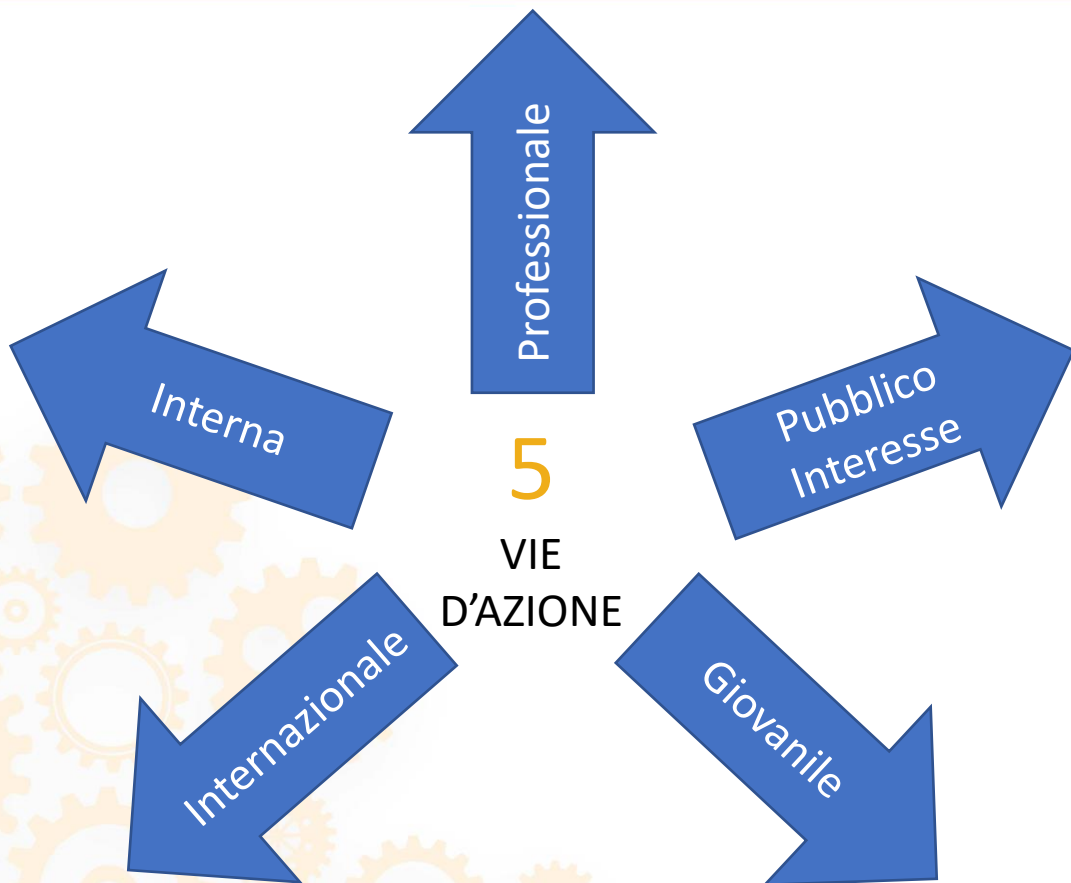 Professionale
Interna
Pubblico
Interesse
5
VIE
D’AZIONE
Internazionale
Giovanile